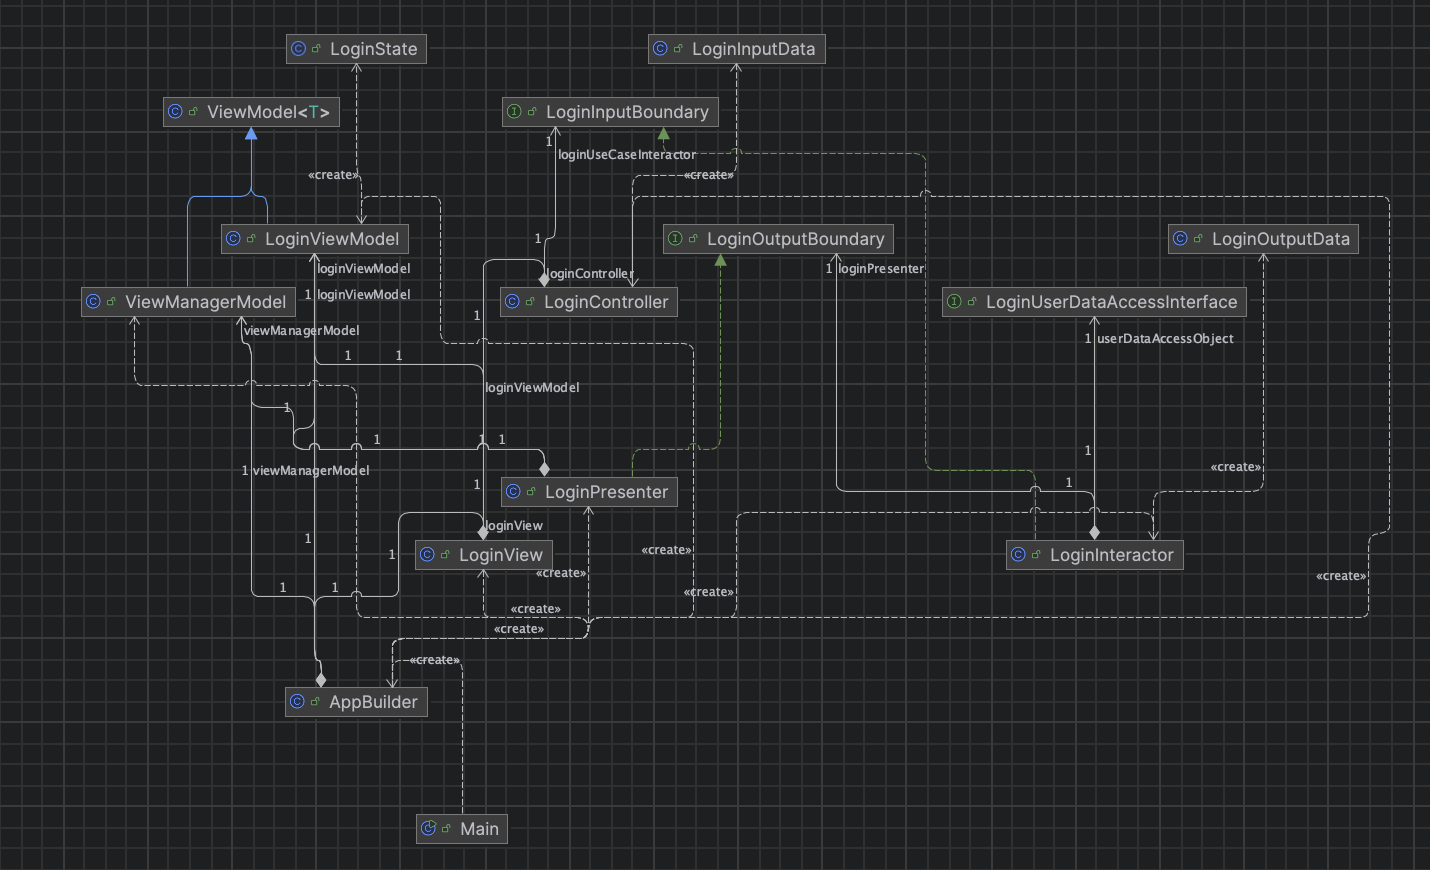 LoginState
LoginInputData
ViewModel<T>
LoginInputBoundary
1
loginUseCaseInteractor
«create»
«create»
LoginViewModel
1
LoginOutputBoundary
LoginOutputData
loginViewModel
loginController
1 loginPresenter
1 loginViewModel
ViewManagerModel
LoginController
LoginUserDataAccessInterface
1
viewManagerModel
1 userDataAccessObject
1
1
loginViewModel
1
1
1
1
1
1 viewManagerModel
«create»
1
1
LoginPresenter
loginView
1
1
«create»
LoginView
LoginInteractor
«create»
«create»
1
1
«create»
«create»
«create»
«create»
AppBuilder
Main